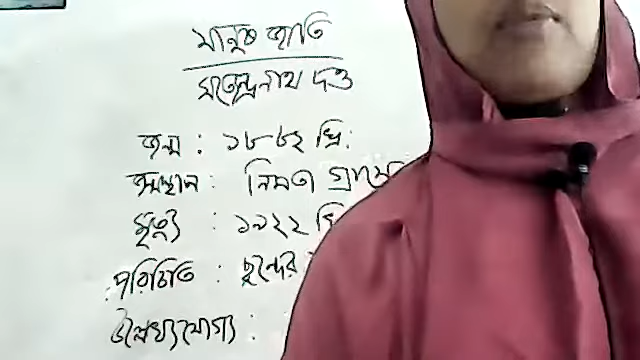 মানুষ জাতি
সত্যেন্দ্রনাথ দত্ত
জন্ম : ১৮৮২ খ্রি:
জন্মস্থান : নিমতা গ্রামে
মৃত্যু : ১৯২২ খ্রি
পরিচিতি : ছন্দের
উল্লেখযোগ্য :